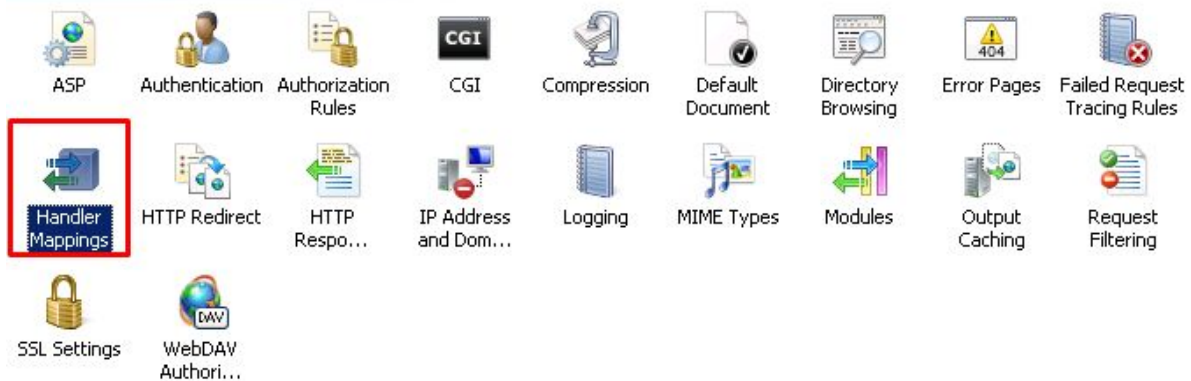 CGI
404
ASP
Authentication
Authorization
Rules
CGI
Compression
Default
Document
Directory
Browsing
Error Pages
Failed Request
Tracing Rules
Handler
Mappings
HTTP Redirect
HTTP
Respo...
IP Address
and Dom...
Logging
MIME Types
Modules
Output
Caching
Request
Filtering
DAV
SSL Settings
WebDAV
Authori...